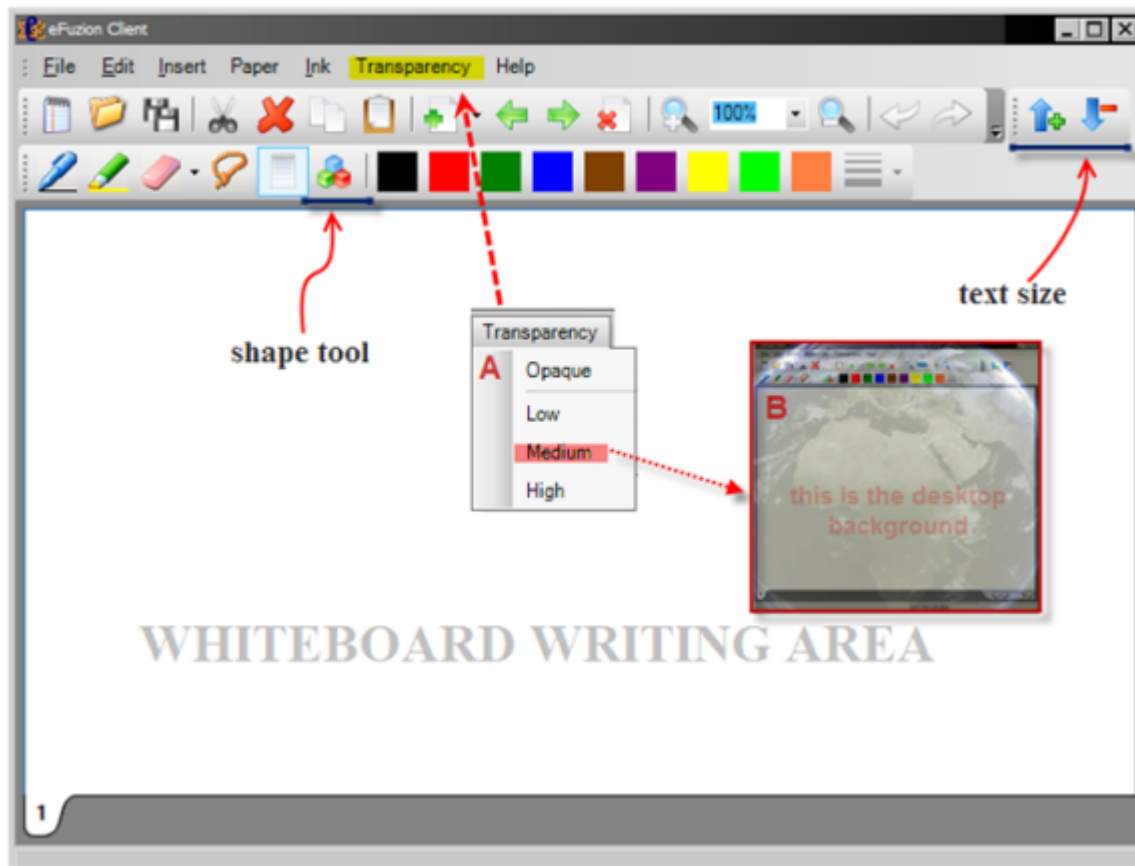 eFuzion Client
File Edit Insert Paper Ink Transparency Help
100%
text size
shape tool
Transparency
A
Opaque
Low
Medium
High
B
this is the desktop
background
WHITEBOARD WRITING AREA
1